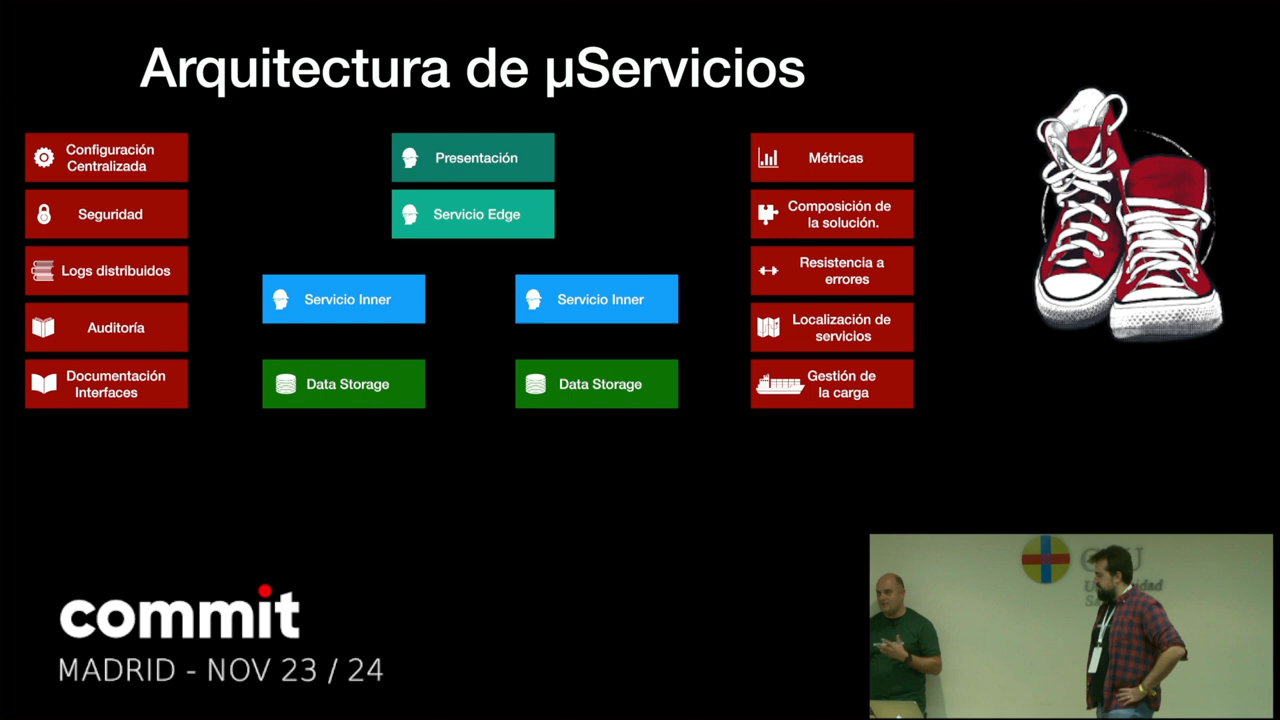 Arquitectura de µServicios
Configuración
Centralizada
Seguridad
Logs distribuidos
Auditoría
Documentación
Interfaces
Presentación
Servicio Edge
Servicio Inner
Servicio Inner
Data Storage
Data Storage
Métricas
Composición de
la solución.
Resistencia a
errores
Localización de
servicios
Gestión de
la carga
commit
MADRID - NOV 23 / 24